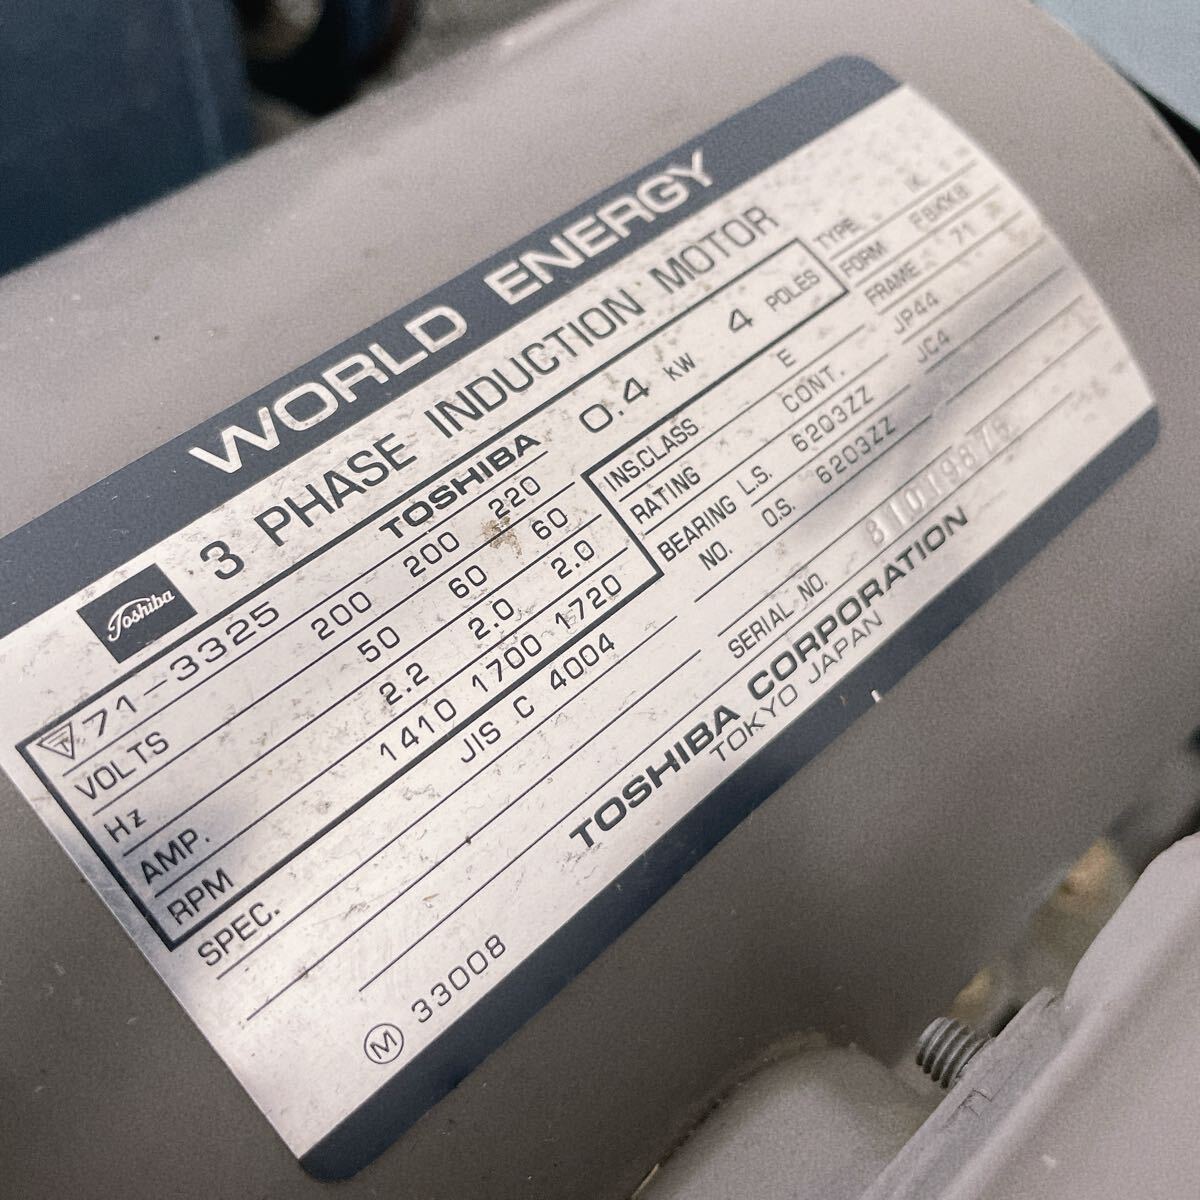 WORLD ENERGY
Toshiba 3 PHASE INDUCTION MOTOR
TOSHIBA 0.4 kW 4 POLES
T 71-3325
VOLTS 200 200 220
Hz 50 60 60
AMP. 2.2 2.0 2.0
RPM 1410 1700 1720
SPEC. JIS C 4004
TYPE IK
FORM FBKK8
FRAME 71
INS.CLASS E JP44
RATING CONT. JC4
BEARING L.S. 6203ZZ
NO. O.S. 6203ZZ
SERIAL NO.
TOSHIBA CORPORATION
TOKYO JAPAN
M 33008